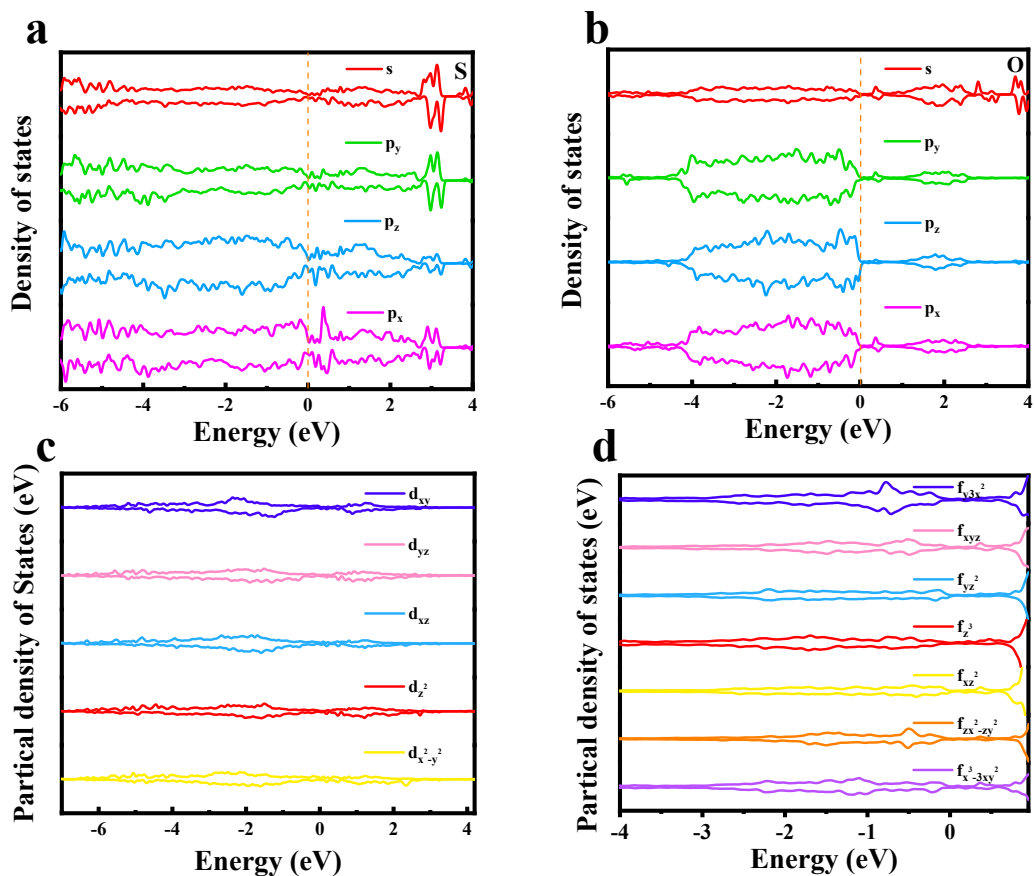 a
S
s
p_y
p_z
p_x
Density of states
-6 -4 -2 0 2 4
Energy (eV)
b
O
s
p_y
p_z
p_x
Density of states
-6 -4 -2 0 2 4
Energy (eV)
c
d_xy
d_yz
d_xz
d_z²
d_x²-y²
Partical density of States (eV)
-6 -4 -2 0 2 4
Energy (eV)
d
f_y3x²
f_xyz
f_yz²
f_z³
f_xz²
f_zx²-zy²
f_x³-3xy²
Partical density of states (eV)
-4 -3 -2 -1 0
Energy (eV)